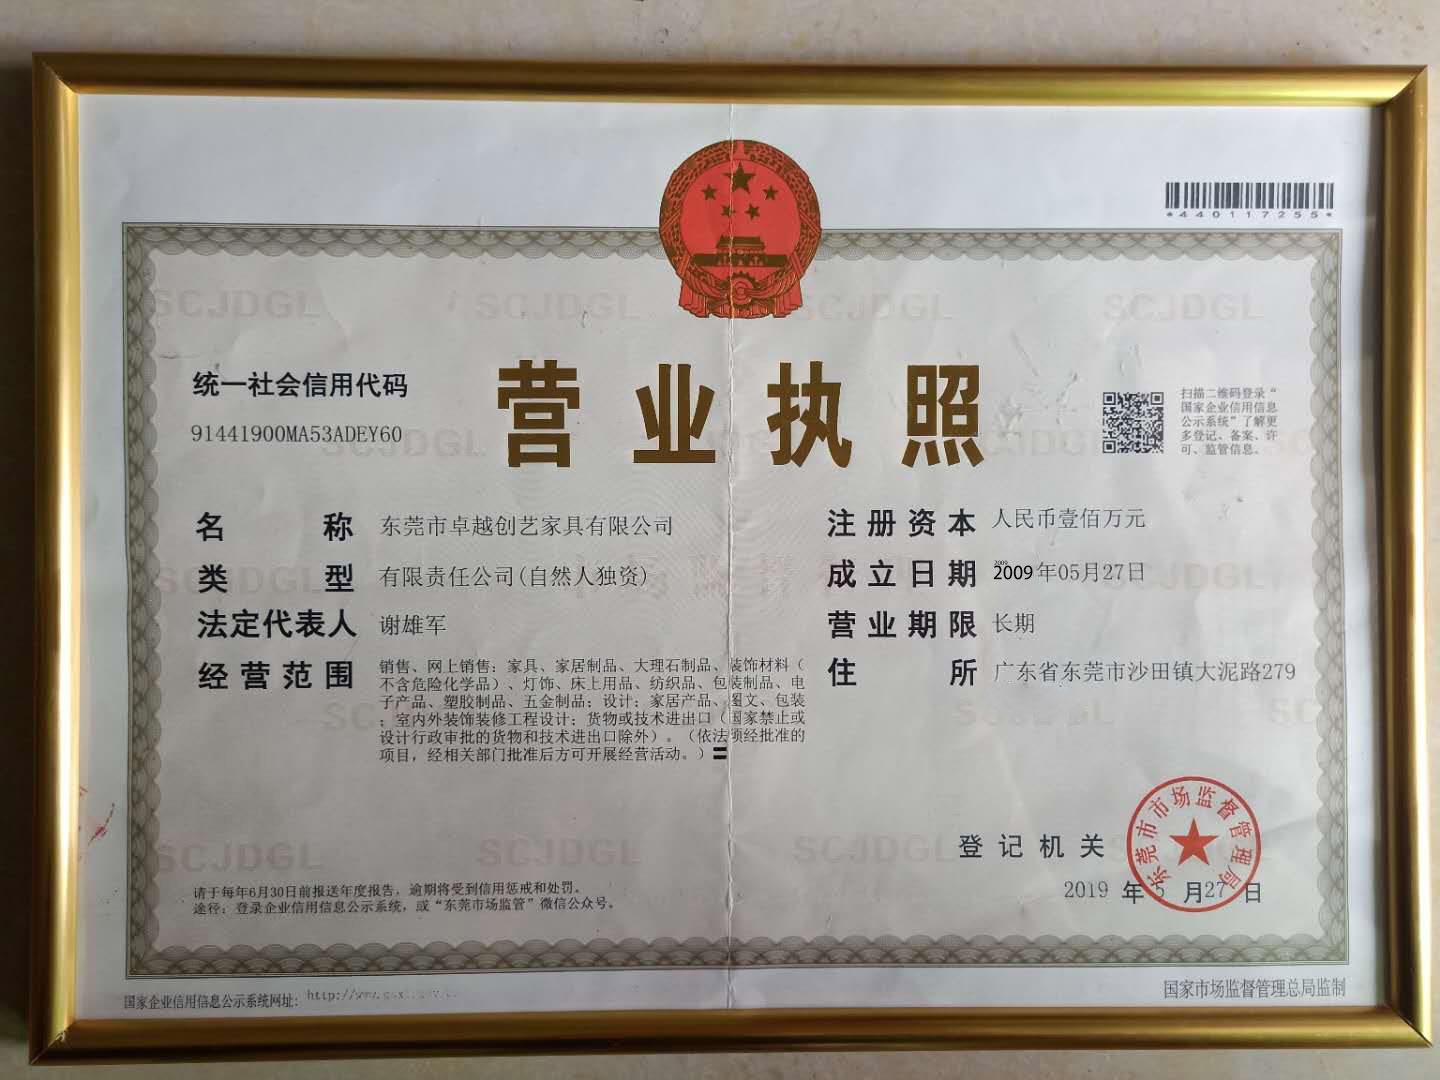 *440117255*
统一社会信用代码
91441900MA53ADEY60
营业执照
扫描二维码登录“
国家企业信用信息
公示系统”了解更
多登记、备案、许
可、监管信息。
名称 东莞市卓越创艺家具有限公司
类型 有限责任公司(自然人独资)
法定代表人 谢雄军
经营范围 销售、网上销售：家具、家居制品、大理石制品、装饰材料（
不含危险化学品）、灯饰、床上用品、纺织品、包装制品、电
子产品、塑胶制品、五金制品；设计：家居产品、图文、包装
；室内外装饰装修工程设计；货物或技术进出口（国家禁止或
设计行政审批的货物和技术进出口除外）。（依法须经批准的
项目，经相关部门批准后方可开展经营活动。）〓
注册资本 人民币壹佰万元
成立日期 2009年05月27日
营业期限 长期
住所 广东省东莞市沙田镇大泥路279
登记机关
东莞市市场监督管理局
2019 年 5 月 27 日
请于每年6月30日前报送年度报告，逾期将受到信用惩戒和处罚。
途径：登录企业信用信息公示系统，或“东莞市场监管”微信公众号。
国家企业信用信息公示系统网址：
国家市场监督管理总局监制
SCJDGL